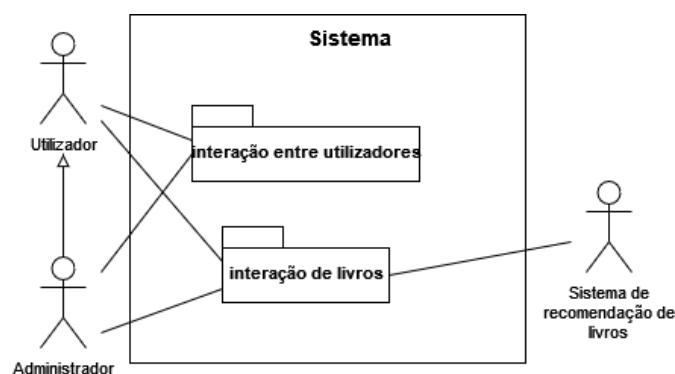 Sistema
Utilizador
interação entre utilizadores
interação de livros
Sistema de
recomendação de
livros
Administrador